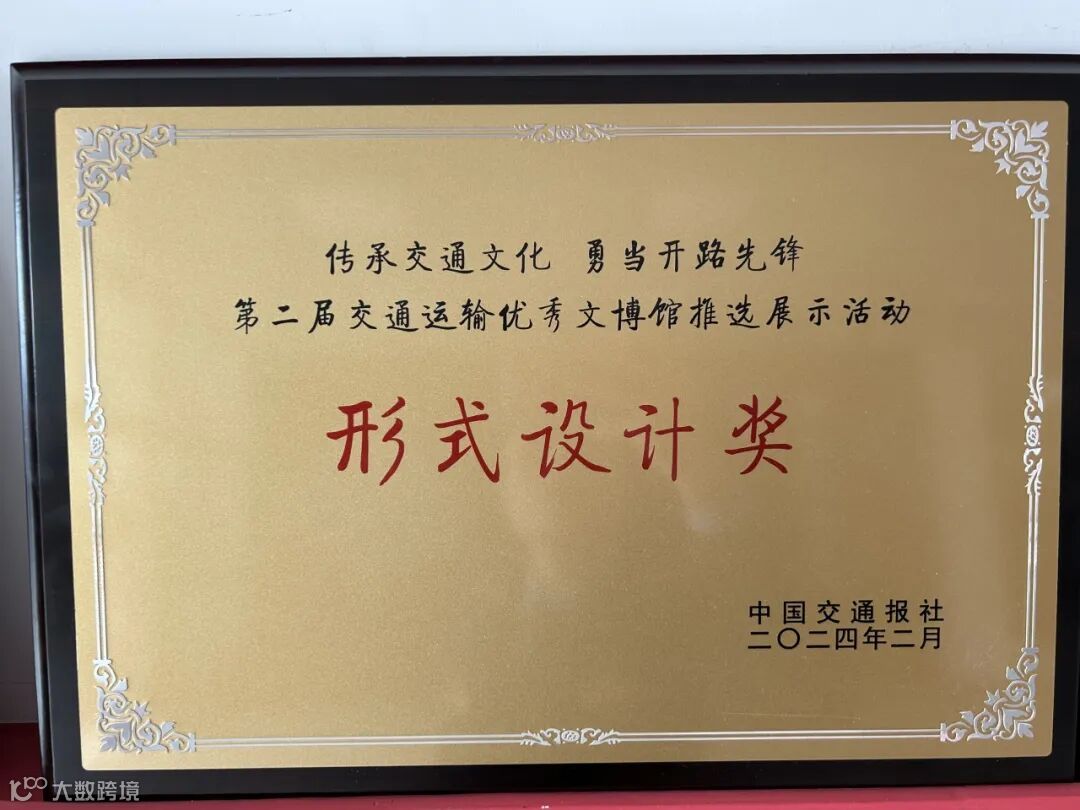 传承交通文化 勇当开路先锋
第二届交通运输优秀文博馆推选展示活动
形式设计奖
中国交通报社
二〇二四年二月
大数跨境